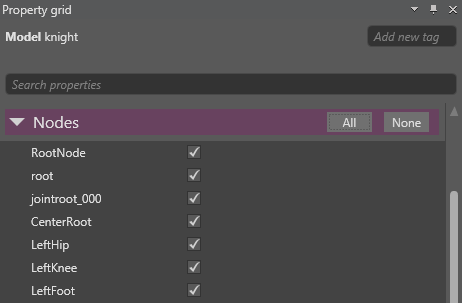 Property grid
Model knight
Add new tag
Search properties
Nodes All None
RootNode
root
jointroot_000
CenterRoot
LeftHip
LeftKnee
LeftFoot